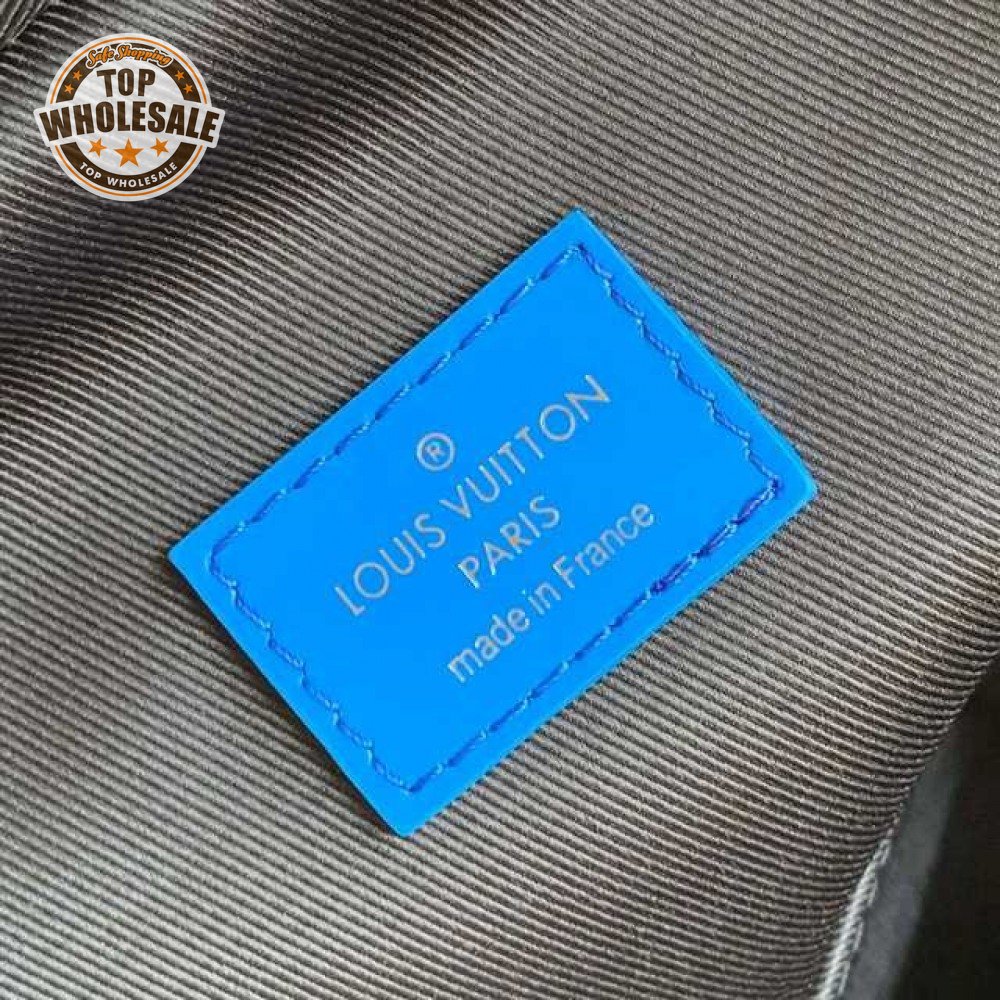 Safe Shopping
TOP
WHOLESALE
TOP WHOLESALE
®
LOUIS VUITTON
PARIS
made in France